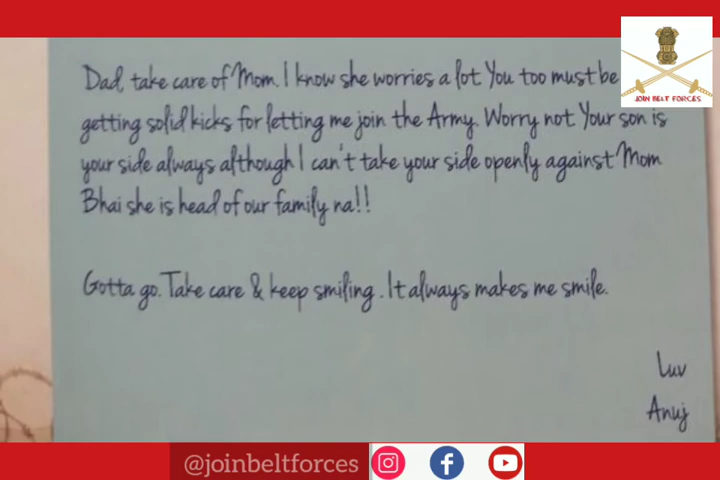 JOIN BELT FORCES
Dad, take care of Mom. I know she worries a lot. You too must be
getting solid kicks for letting me join the Army. Worry not. Your son is
your side always although I can't take your side openly against Mom
Bhai she is head of our family na!!
Gotta go. Take care & keep smiling. It always makes me smile.
Luv
Anuj
@joinbeltforces